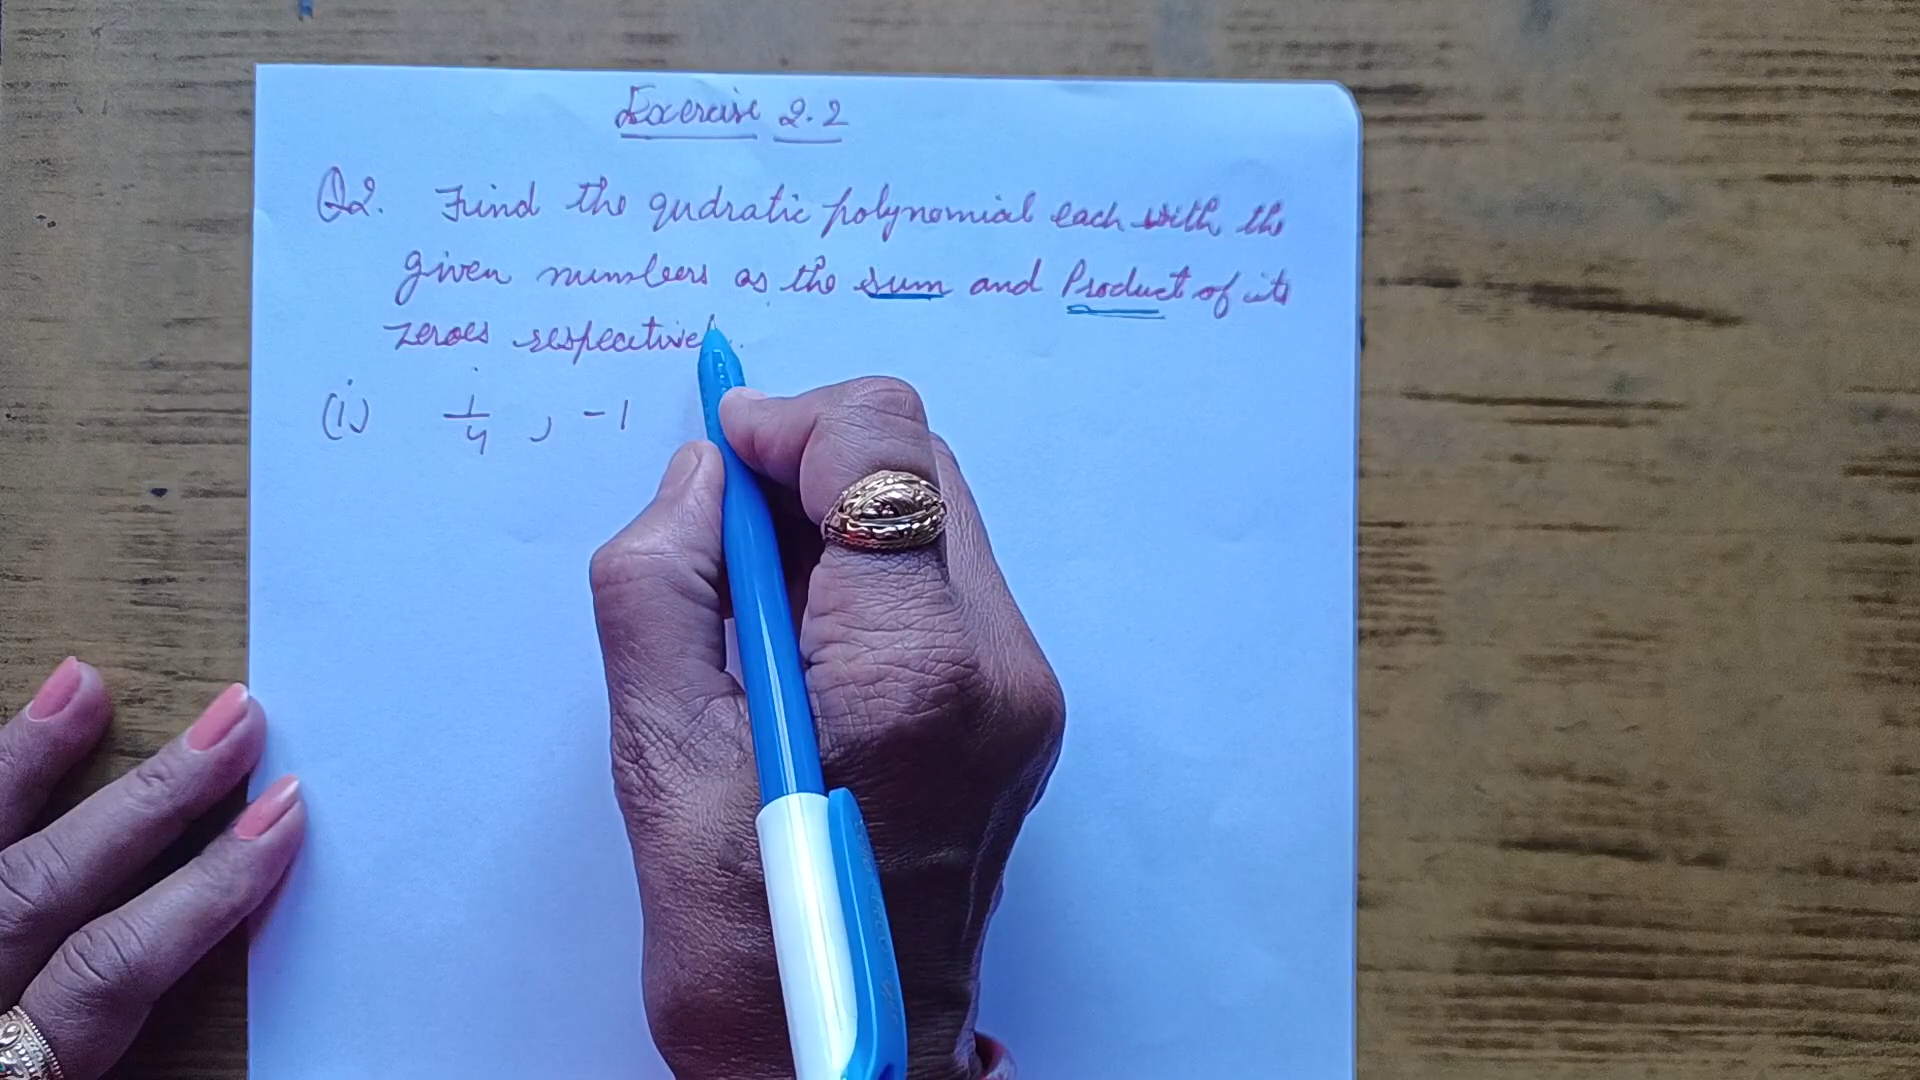 Exercise 2.2
Q2. Find the qudratic polynomial each with the
given numbers as the sum and Product of its
zeroes respective
(i) 1/4, -1